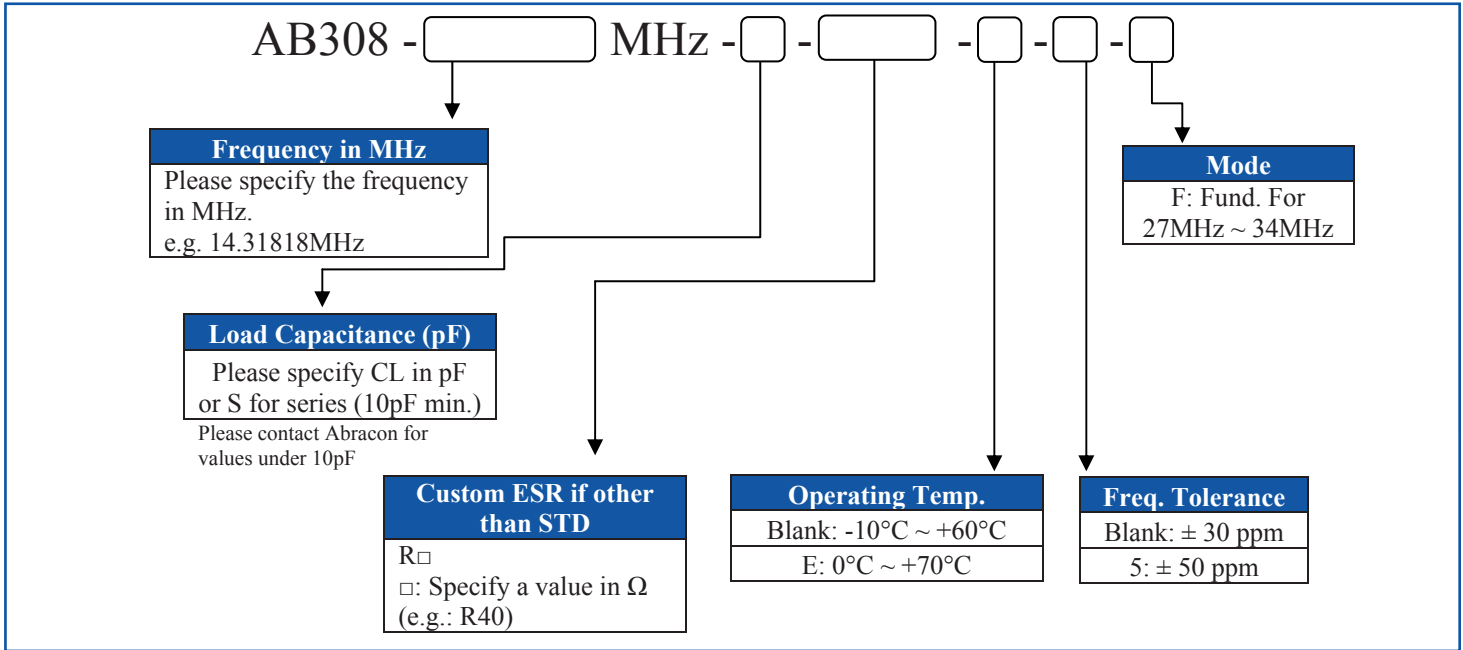 AB308 - MHz - - - - -
Frequency in MHz
Please specify the frequency
in MHz.
e.g. 14.31818MHz
Mode
F: Fund. For
27MHz ~ 34MHz
Load Capacitance (pF)
Please specify CL in pF
or S for series (10pF min.)
Please contact Abracon for
values under 10pF
Custom ESR if other
than STD
R□
□: Specify a value in Ω
(e.g.: R40)
Operating Temp.
Blank: -10°C ~ +60°C
E: 0°C ~ +70°C
Freq. Tolerance
Blank: ± 30 ppm
5: ± 50 ppm